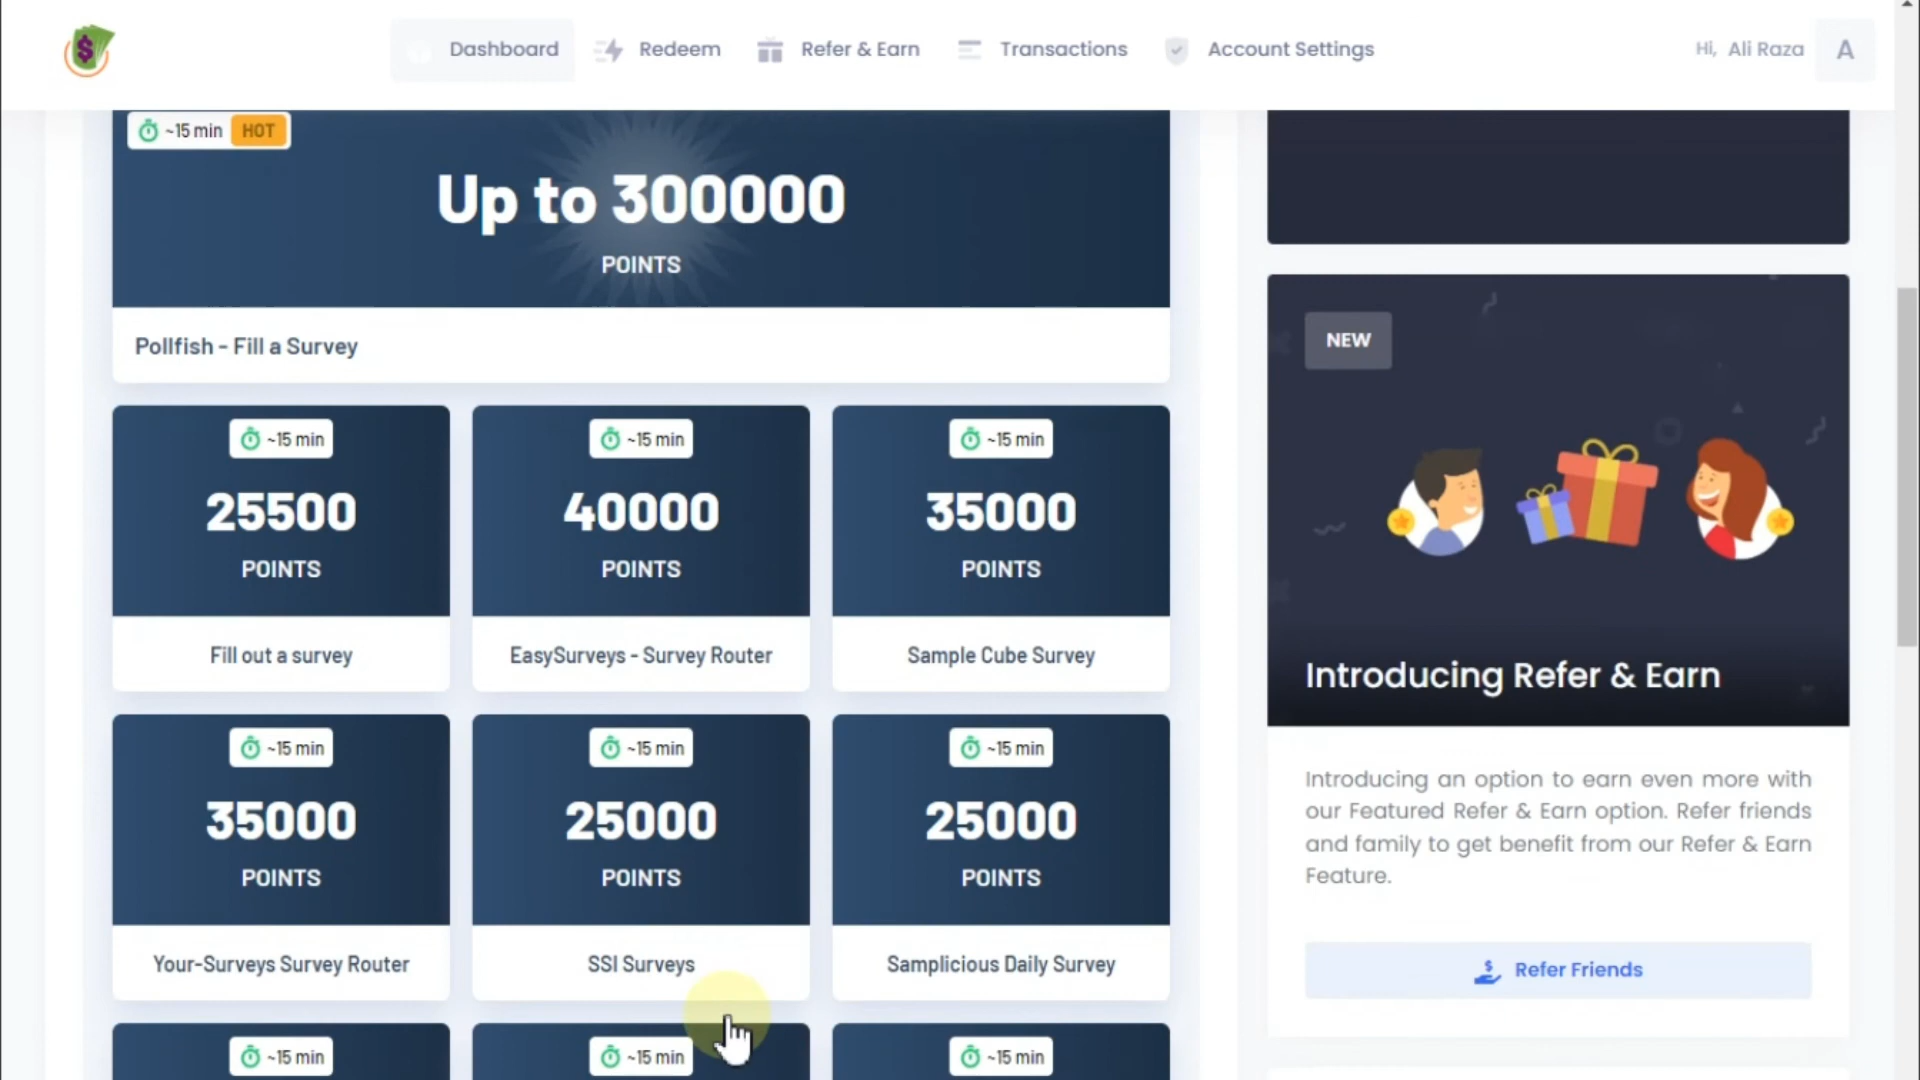 Dashboard
Redeem
Refer & Earn
Transactions
Account Settings
Hi, Ali Raza
A
~15 min HOT
Up to 300000
POINTS
Pollfish - Fill a Survey
~15 min
25500
POINTS
Fill out a survey
~15 min
40000
POINTS
EasySurveys - Survey Router
~15 min
35000
POINTS
Sample Cube Survey
~15 min
35000
POINTS
Your-Surveys Survey Router
~15 min
25000
POINTS
SSI Surveys
~15 min
25000
POINTS
Samplicious Daily Survey
~15 min
~15 min
~15 min
NEW
Introducing Refer & Earn
Introducing an option to earn even more with
our Featured Refer & Earn option. Refer friends
and family to get benefit from our Refer & Earn
Feature.
Refer Friends